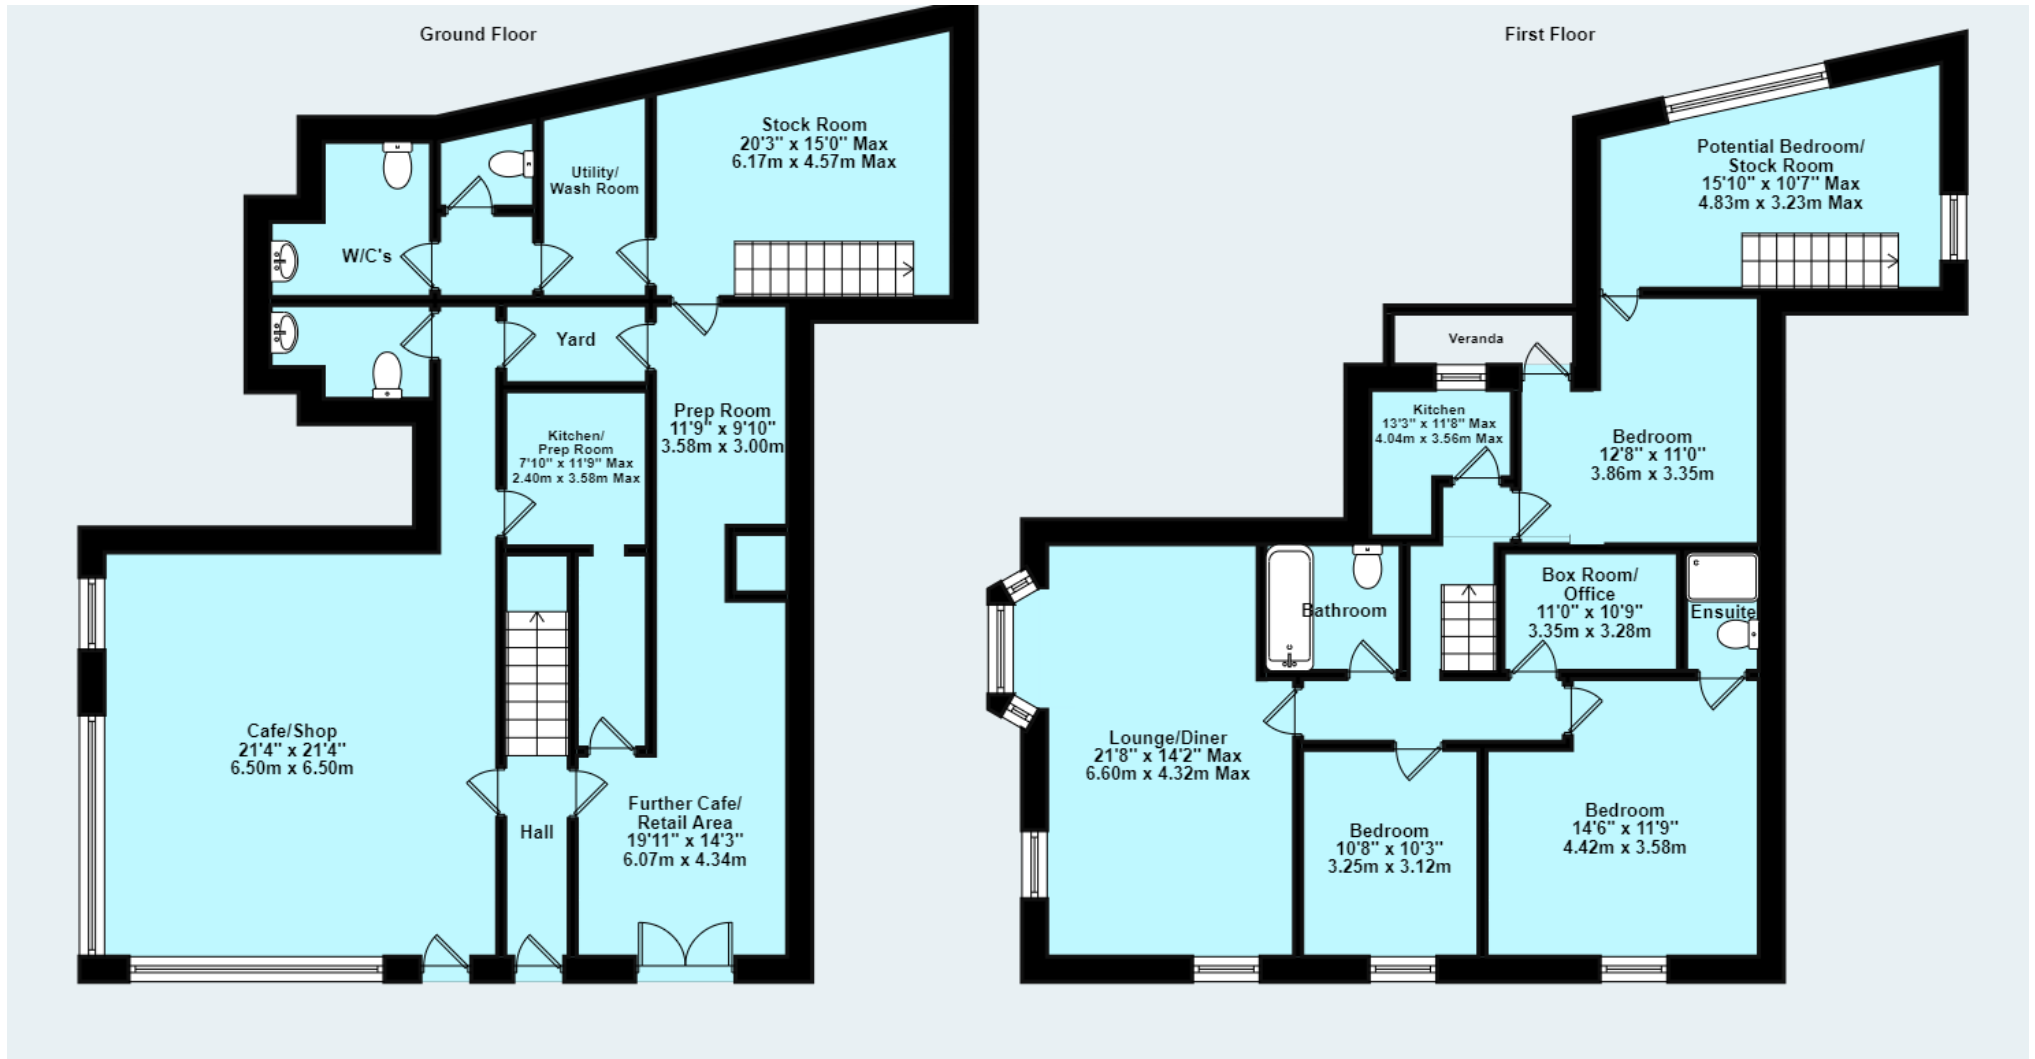 Ground Floor
Stock Room
20'3" x 15'0" Max
6.17m x 4.57m Max
Utility/
Wash Room
W/C's
Yard
Prep Room
11'9" x 9'10"
3.58m x 3.00m
Kitchen/
Prep Room
7'10" x 11'9" Max
2.40m x 3.58m Max
Cafe/Shop
21'4" x 21'4"
6.50m x 6.50m
Hall
Further Cafe/
Retail Area
19'11" x 14'3"
6.07m x 4.34m
First Floor
Potential Bedroom/
Stock Room
15'10" x 10'7" Max
4.83m x 3.23m Max
Veranda
Kitchen
13'3" x 11'8" Max
4.04m x 3.56m Max
Bedroom
12'8" x 11'0"
3.86m x 3.35m
Bathroom
Box Room/
Office
11'0" x 10'9"
3.35m x 3.28m
Ensuite
Lounge/Diner
21'8" x 14'2" Max
6.60m x 4.32m Max
Bedroom
10'8" x 10'3"
3.25m x 3.12m
Bedroom
14'6" x 11'9"
4.42m x 3.58m